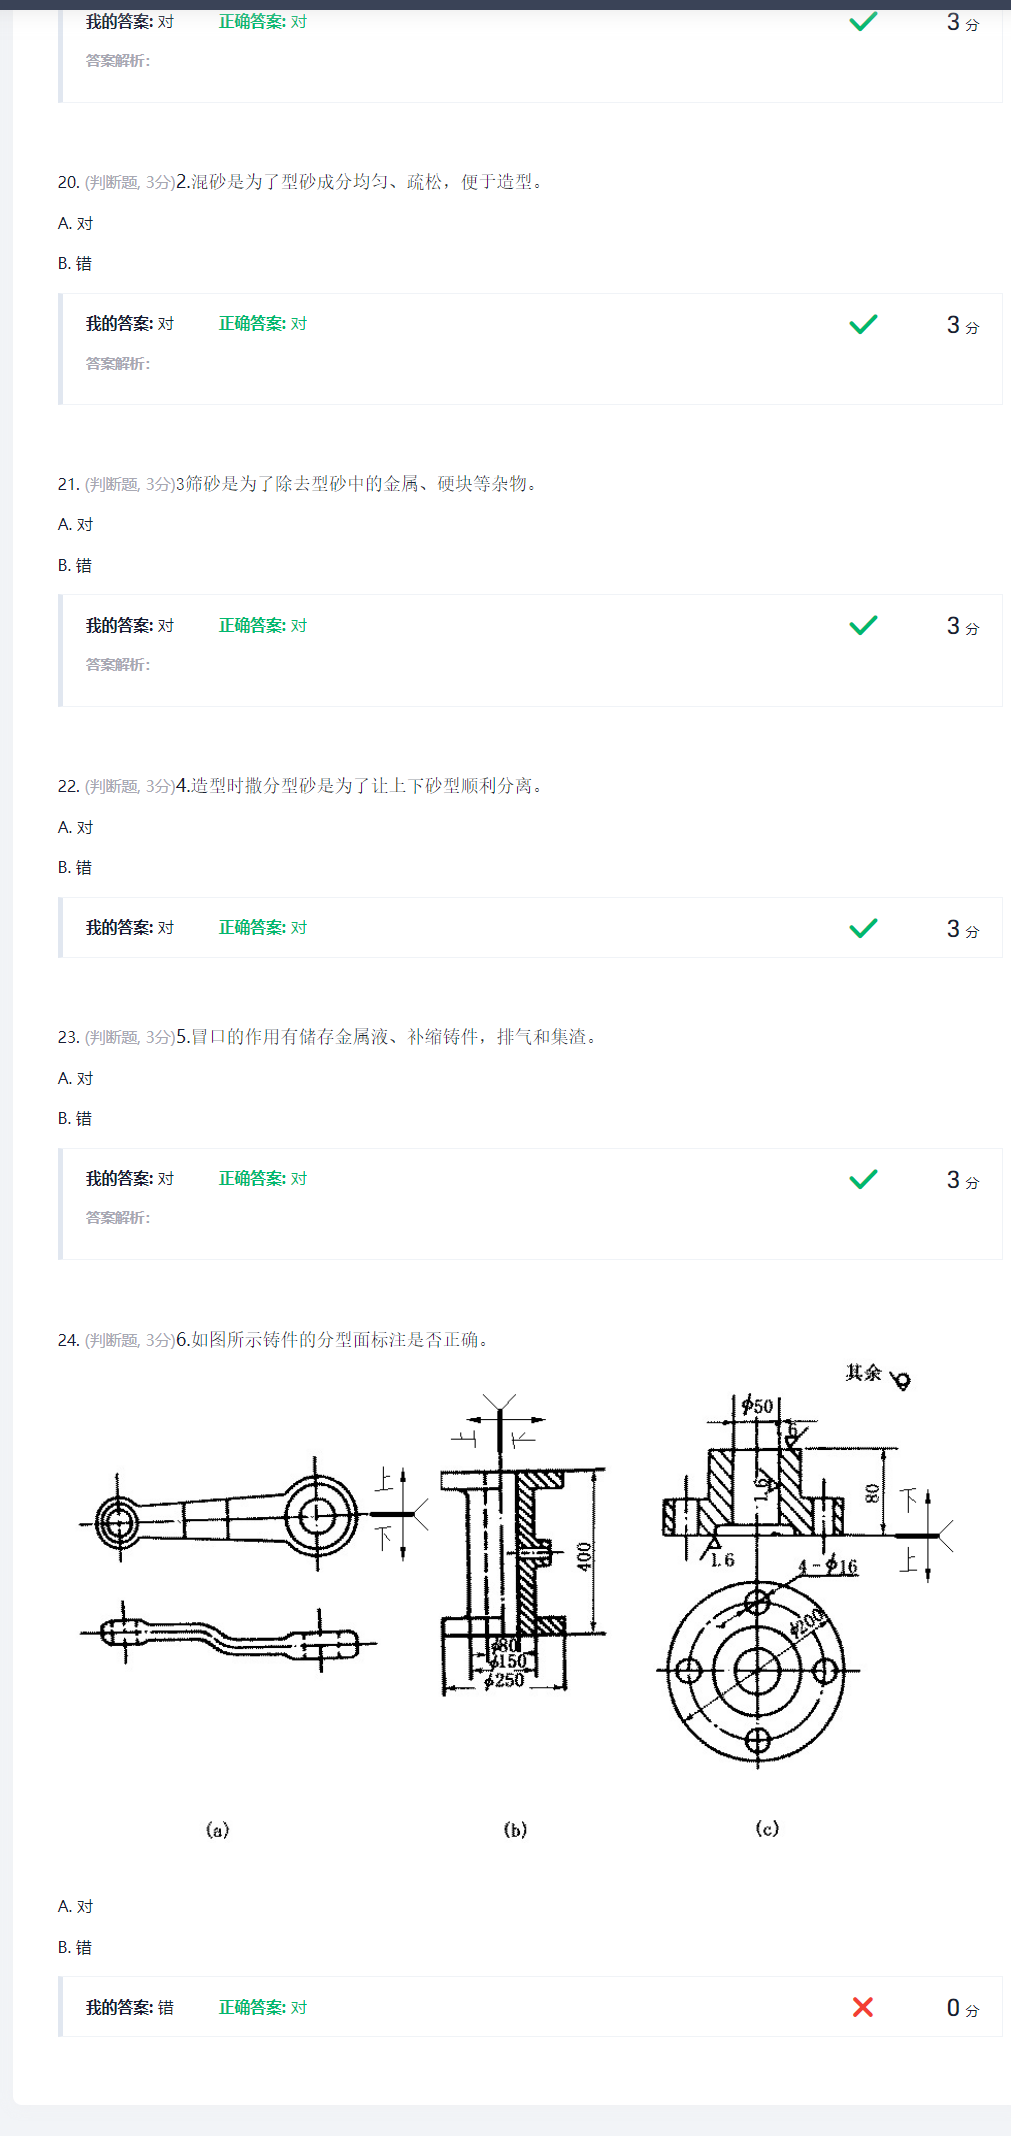 我的答案: 对 正确答案: 对 3 分
答案解析:
20. (判断题, 3分)2.混砂是为了型砂成分均匀、疏松，便于造型。
A. 对
B. 错
我的答案: 对 正确答案: 对 3 分
答案解析:
21. (判断题, 3分)3筛砂是为了除去型砂中的金属、硬块等杂物。
A. 对
B. 错
我的答案: 对 正确答案: 对 3 分
答案解析:
22. (判断题, 3分)4.造型时撒分型砂是为了让上下砂型顺利分离。
A. 对
B. 错
我的答案: 对 正确答案: 对 3 分
23. (判断题, 3分)5.冒口的作用有储存金属液、补缩铸件，排气和集渣。
A. 对
B. 错
我的答案: 对 正确答案: 对 3 分
答案解析:
24. (判断题, 3分)6.如图所示铸件的分型面标注是否正确。
其余
ϕ50
6
上 下
上
1.6
80
下
下
400
1.6
上
4-ϕ16
ϕ80
ϕ150
ϕ250
ϕ200
(a) (b) (c)
A. 对
B. 错
我的答案: 错 正确答案: 对 0 分